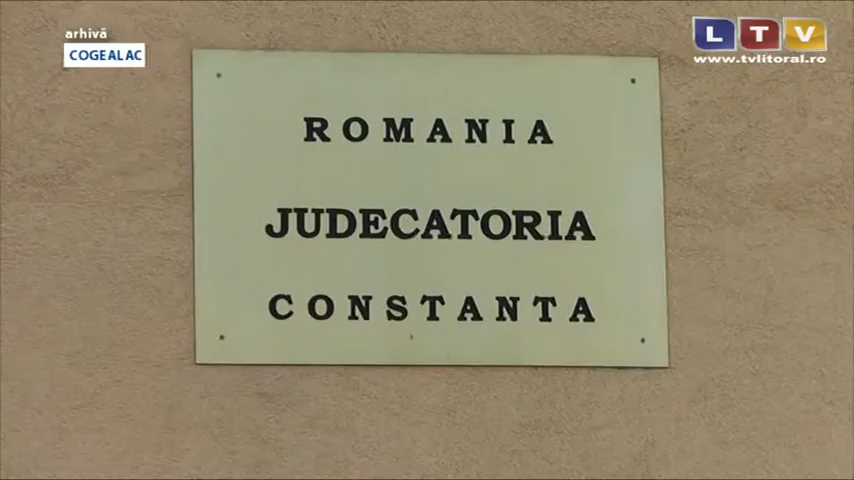 arhivă
COGEALAC
LTV
www.tvlitoral.ro
ROMANIA
JUDECATORIA
CONSTANTA